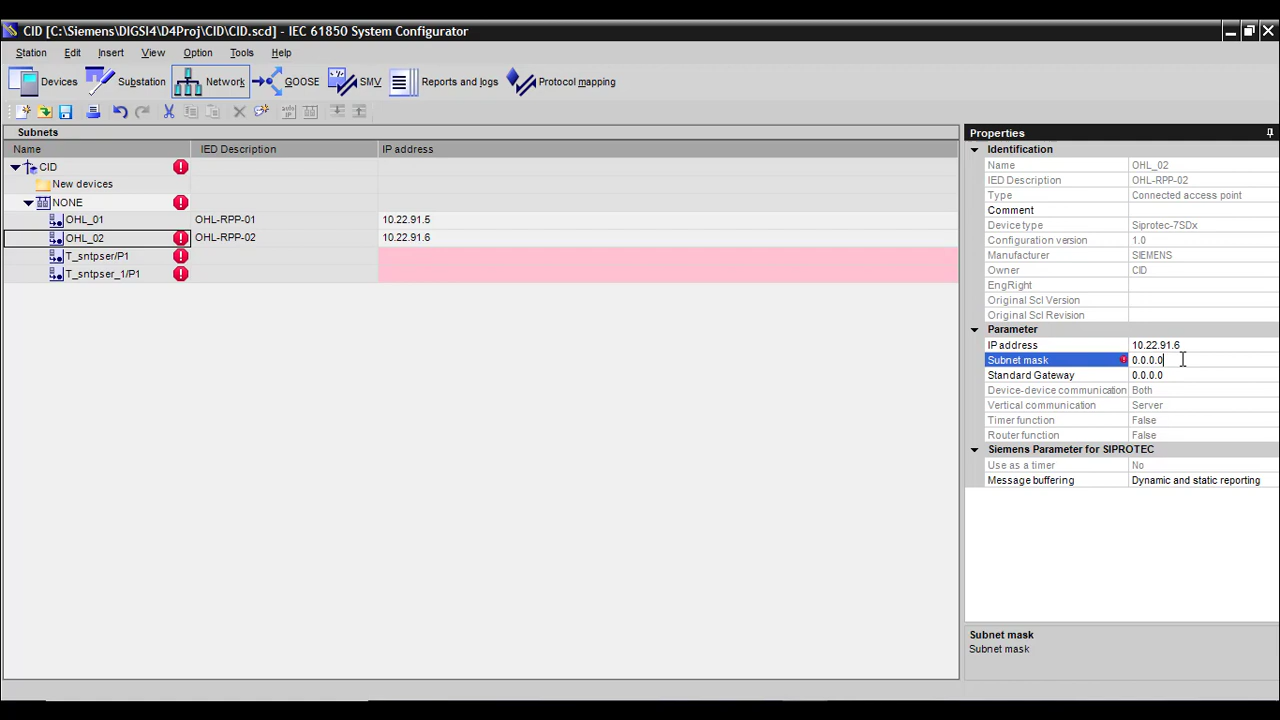 CID [C:\Siemens\DIGSI4\D4Proj\CID\CID.scd] - IEC 61850 System Configurator
Station Edit Insert View Option Tools Help
Devices Substation Network GOOSE SMV Reports and logs Protocol mapping
Subnets
Name IED Description IP address
CID
New devices
NONE
OHL_01 OHL-RPP-01 10.22.91.5
OHL_02 OHL-RPP-02 10.22.91.6
T_sntpser/P1
T_sntpser_1/P1
Properties
Identification
Name OHL_02
IED Description OHL-RPP-02
Type Connected access point
Comment
Device type Siprotec-7SDx
Configuration version 1.0
Manufacturer SIEMENS
Owner CID
EngRight
Original Scl Version
Original Scl Revision
Parameter
IP address 10.22.91.6
Subnet mask 0.0.0.0
Standard Gateway 0.0.0.0
Device-device communication Both
Vertical communication Server
Timer function False
Router function False
Siemens Parameter for SIPROTEC
Use as a timer No
Message buffering Dynamic and static reporting
Subnet mask
Subnet mask